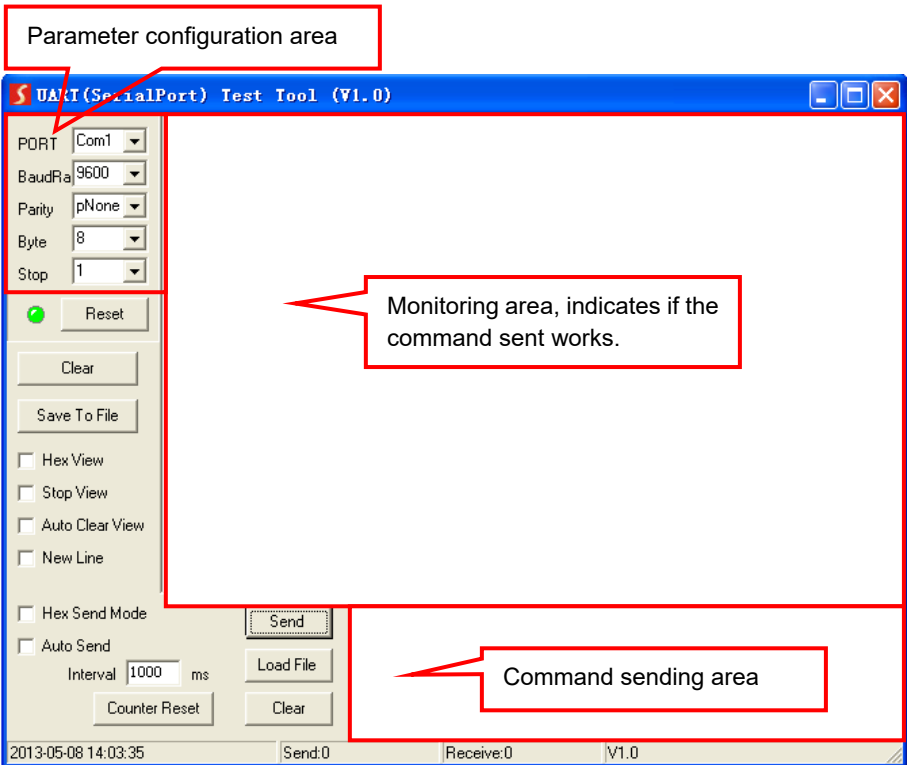 Parameter configuration area
UART(SerialPort) Test Tool (V1.0)
PORT Com1
BaudRa 9600
Parity pNone
Byte 8
Stop 1
Reset
Clear
Save To File
Hex View
Stop View
Auto Clear View
New Line
Monitoring area, indicates if the
command sent works.
Hex Send Mode
Send
Auto Send
Interval 1000 ms
Load File
Counter Reset
Clear
Command sending area
2013-05-08 14:03:35 Send:0 Receive:0 V1.0